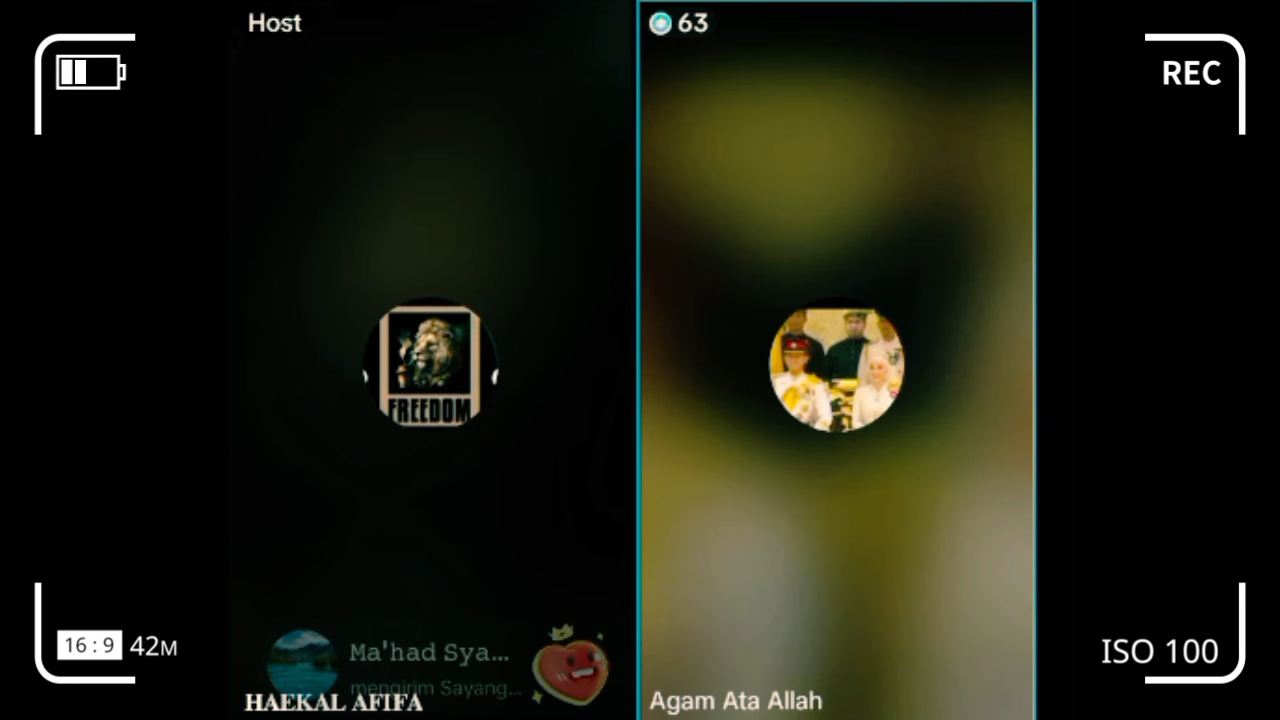 Host
63
REC
FREEDOM
Ma'had Sya...
mengirim Sayang...
HAEKAL AFIFA
Agam Ata Allah
16:9 42M
ISO 100